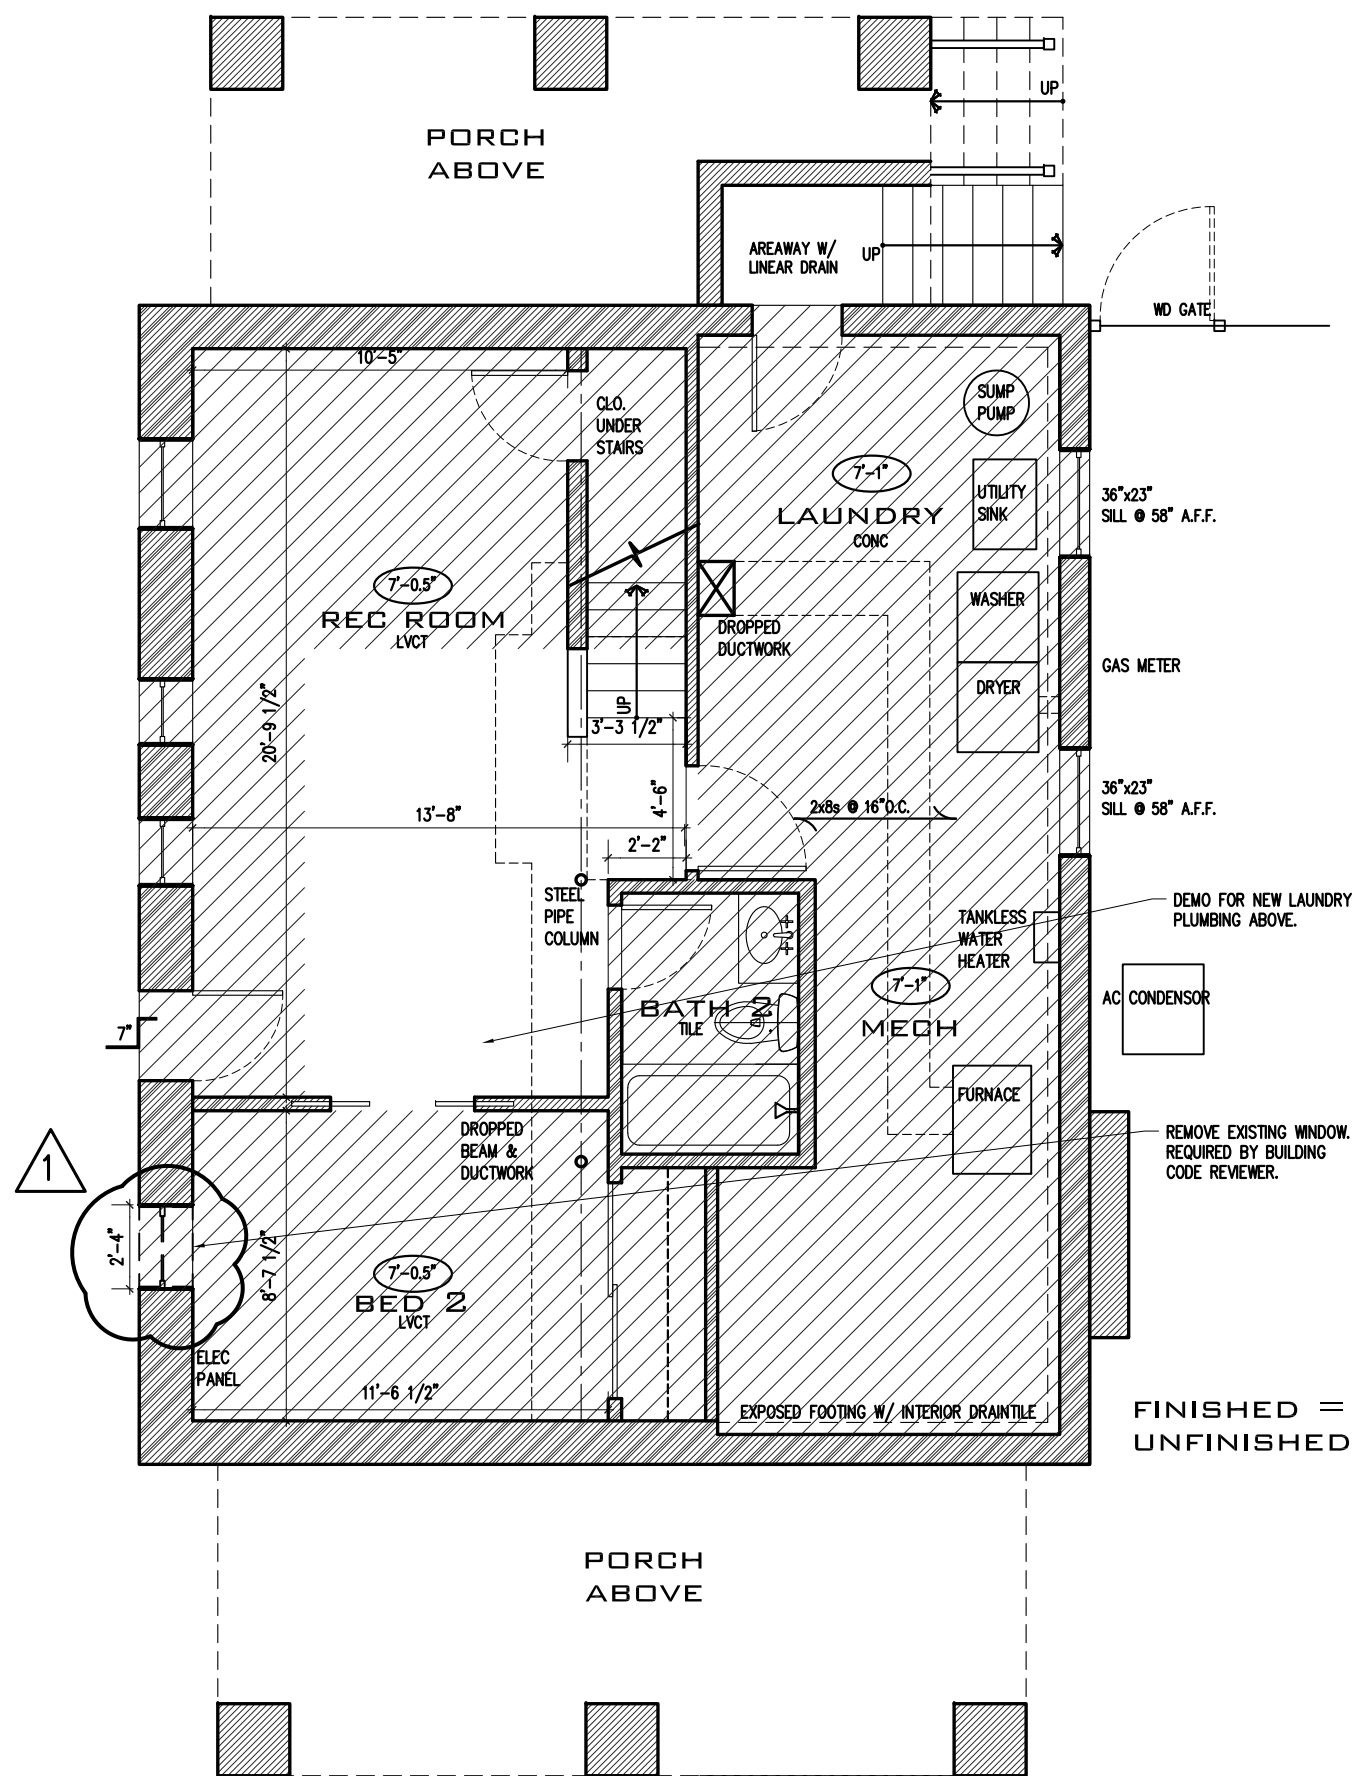 PORCH
ABOVE
UP
AREAWAY W/
LINEAR DRAIN
UP
WD GATE
10'-5"
CLO.
UNDER
STAIRS
SUMP
PUMP
7'-1"
LAUNDRY
CONC
UTILITY
SINK
36"x23"
SILL @ 58" A.F.F.
7'-0.5"
REC ROOM
LVCT
WASHER
DROPPED
DUCTWORK
GAS METER
DRYER
20'-9 1/2"
UP
3'-3 1/2"
4'-6"
13'-8"
2'-2"
2x8s @ 16"O.C.
36"x23"
SILL @ 58" A.F.F.
STEEL
PIPE
COLUMN
TANKLESS
WATER
HEATER
DEMO FOR NEW LAUNDRY
PLUMBING ABOVE.
BATH 2
TILE
7'-1"
MECH
AC CONDENSOR
7"
FURNACE
DROPPED
BEAM &
DUCTWORK
REMOVE EXISTING WINDOW.
REQUIRED BY BUILDING
CODE REVIEWER.
1
2'-4"
8'-7 1/2"
7'-0.5"
BED 2
LVCT
ELEC
PANEL
11'-6 1/2"
EXPOSED FOOTING W/ INTERIOR DRAINTILE
FINISHED =
UNFINISHED
PORCH
ABOVE